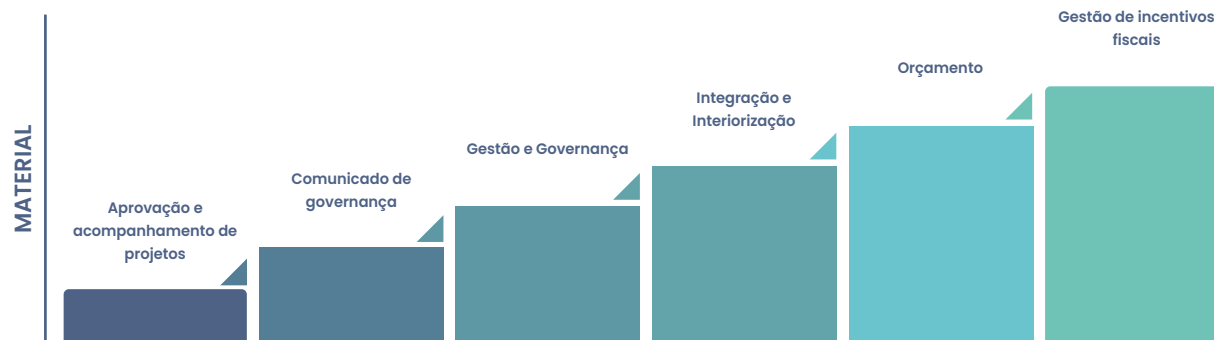 MATERIAL
Aprovação e
acompanhamento de
projetos
Comunicado de
governança
Gestão e Governança
Integração e
Interiorização
Orçamento
Gestão de incentivos
fiscais